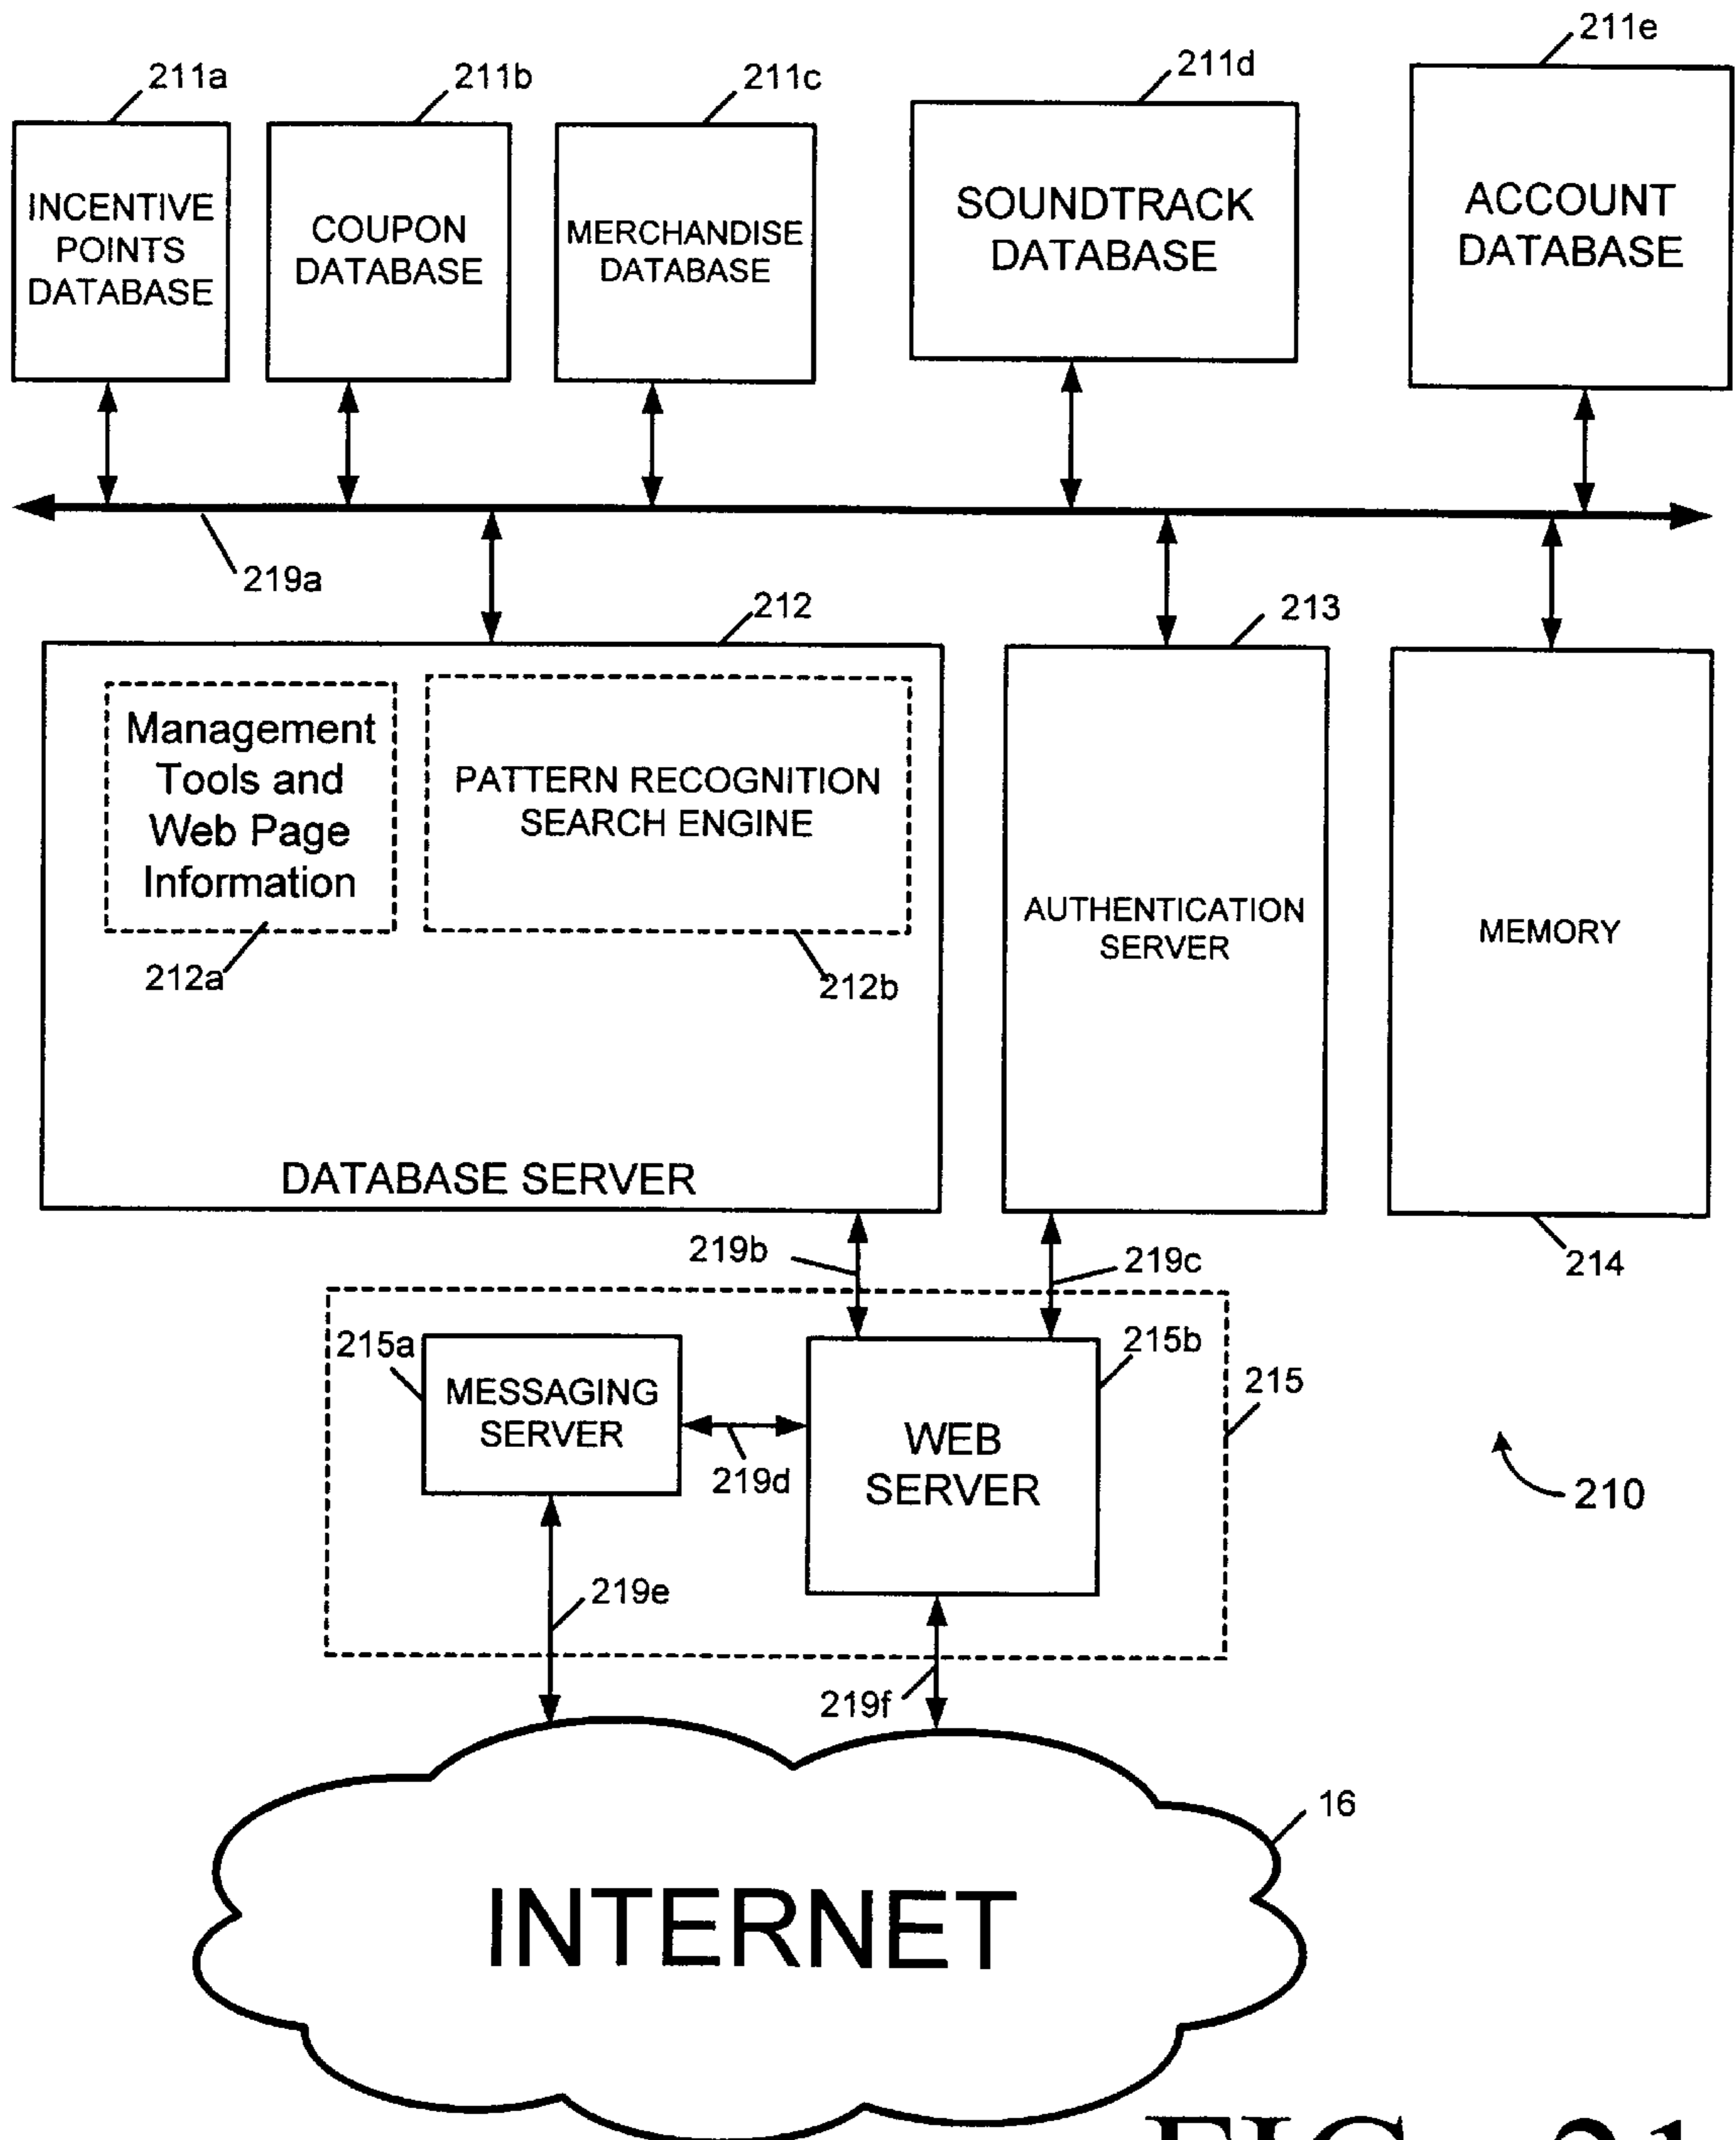 211a
211b
211c
211d
211e
INCENTIVE
POINTS
DATABASE
COUPON
DATABASE
MERCHANDISE
DATABASE
SOUNDTRACK
DATABASE
ACCOUNT
DATABASE
219a
212
213
Management
Tools and
Web Page
Information
212a
PATTERN RECOGNITION
SEARCH ENGINE
212b
DATABASE SERVER
AUTHENTICATION
SERVER
MEMORY
214
219b
219c
215a
MESSAGING
SERVER
219d
WEB
SERVER
215b
215
210
219e
219f
16
INTERNET
FIG. 21